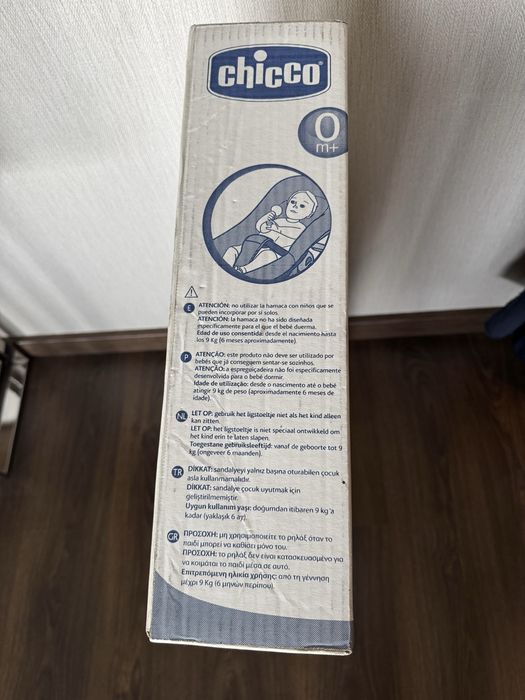 chicco
0
m+
E ATENCIÓN: no utilizar la hamaca con niños que se
pueden incorporar por sí solos.
ATENCIÓN: la hamaca no ha sido diseñada
específicamente para el que el bebé duerma.
Edad de uso consentida: desde el nacimiento hasta
los 9 Kg (6 meses aproximadamente).
P ATENÇÃO: este produto não deve ser utilizado por
bebés que já conseguem sentar-se sozinhos.
ATENÇÃO: a espreguiçadeira não foi especificamente
desenvolvida para o bebé dormir.
Idade de utilização: desde o nascimento até o bebé
atingir 9 kg de peso (aproximadamente 6 meses de
idade).
NL LET OP: gebruik het ligstoeltje niet als het kind alleen
kan zitten.
LET OP: het ligstoeltje is niet speciaal ontwikkeld om
het kind erin te laten slapen.
Toegestane gebruiksleeftijd: vanaf de geboorte tot 9
kg (ongeveer 6 maanden).
TR DİKKAT: sandalyeyi yalnız başına oturabilen çocuk
asla kullanmamalıdır.
DİKKAT: sandalye çocuk uyutmak için
geliştirilmemiştir.
Uygun kullanım yaşı: doğumdan itibaren 9 kg'a
kadar (yaklaşık 6 ay).
GR ΠΡΟΣΟΧΗ: μη χρησιμοποιείτε το ρηλάξ όταν το
παιδί μπορεί να καθίσει μόνο του.
ΠΡΟΣΟΧΗ: το ρηλάξ δεν είναι κατασκευασμένο για
να κοιμάται το παιδί μέσα σε αυτό.
Επιτρεπόμενη ηλικία χρήσης: από τη γέννηση
μέχρι 9 Kg (6 μηνών περίπου).